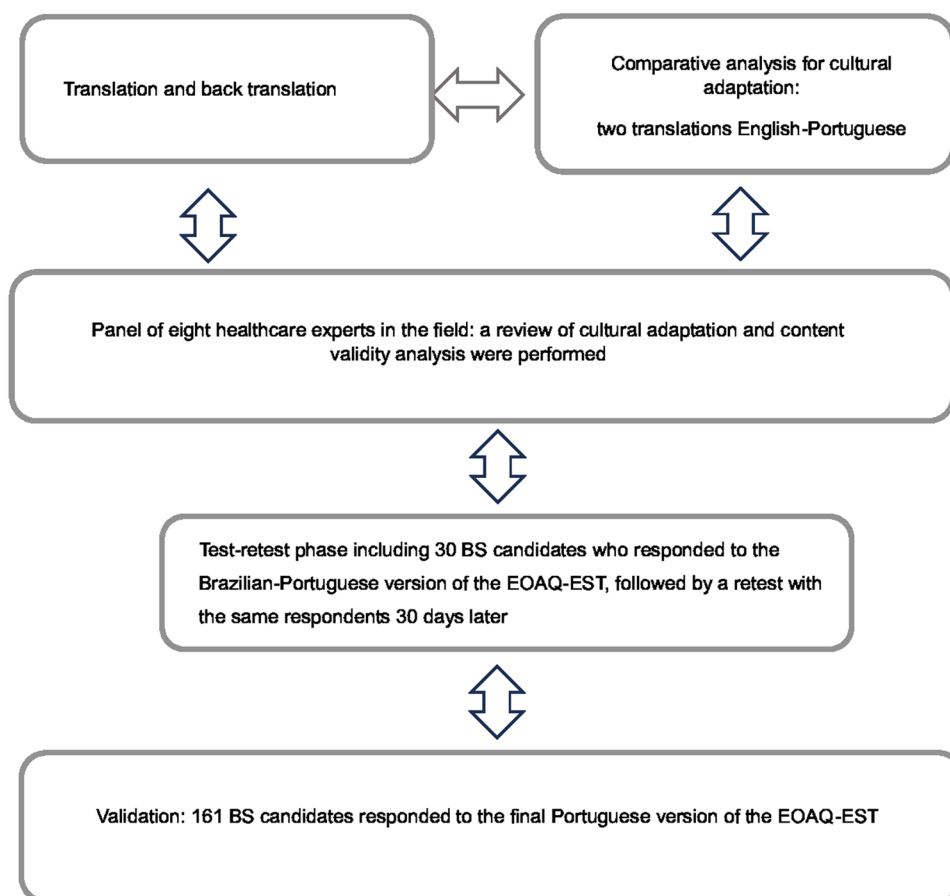 Translation and back translation
Comparative analysis for cultural
adaptation:
two translations English-Portuguese
Panel of eight healthcare experts in the field: a review of cultural adaptation and content
validity analysis were performed
Test-retest phase including 30 BS candidates who responded to the
Brazilian-Portuguese version of the EOAQ-EST, followed by a retest with
the same respondents 30 days later
Validation: 161 BS candidates responded to the final Portuguese version of the EOAQ-EST